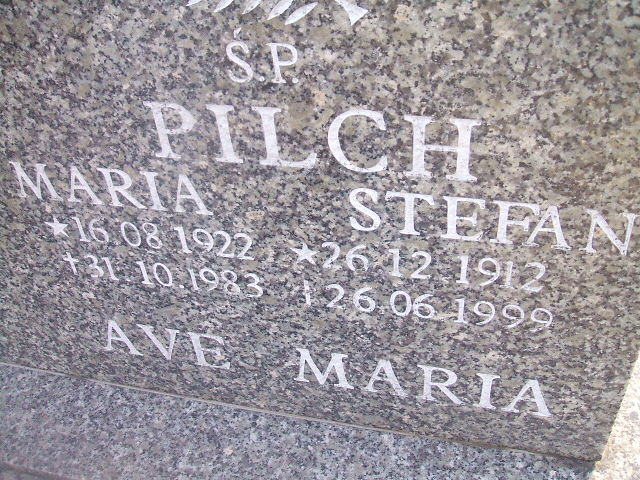 Ś.P.
PILCH
MARIA STEFAN
★16.08.1922 ★26.12.1912
†31.10.1983 †26.06.1999
AVE MARIA